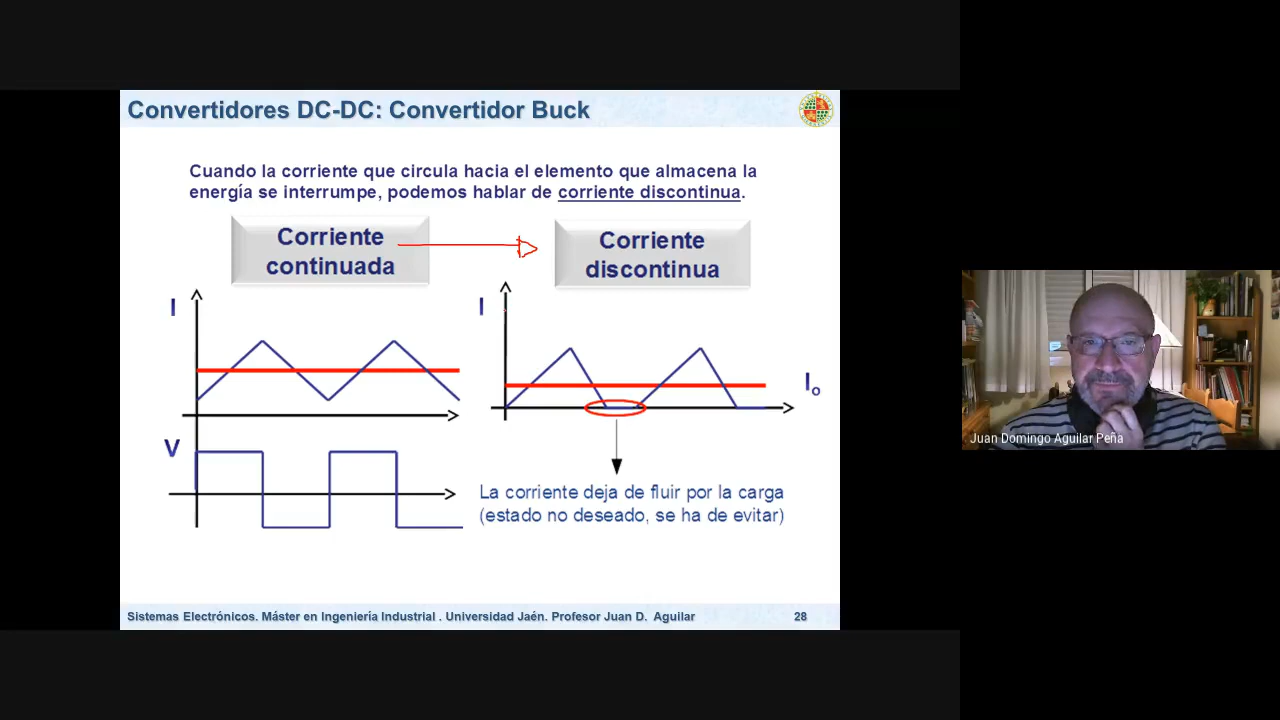 Convertidores DC-DC: Convertidor Buck
Cuando la corriente que circula hacia el elemento que almacena la
energía se interrumpe, podemos hablar de corriente discontinua.
Corriente
continuada
Corriente
discontinua
I
I
Io
V
La corriente deja de fluir por la carga
(estado no deseado, se ha de evitar)
Sistemas Electrónicos. Máster en Ingeniería Industrial . Universidad Jaén. Profesor Juan D. Aguilar
28
Juan Domingo Aguilar Peña